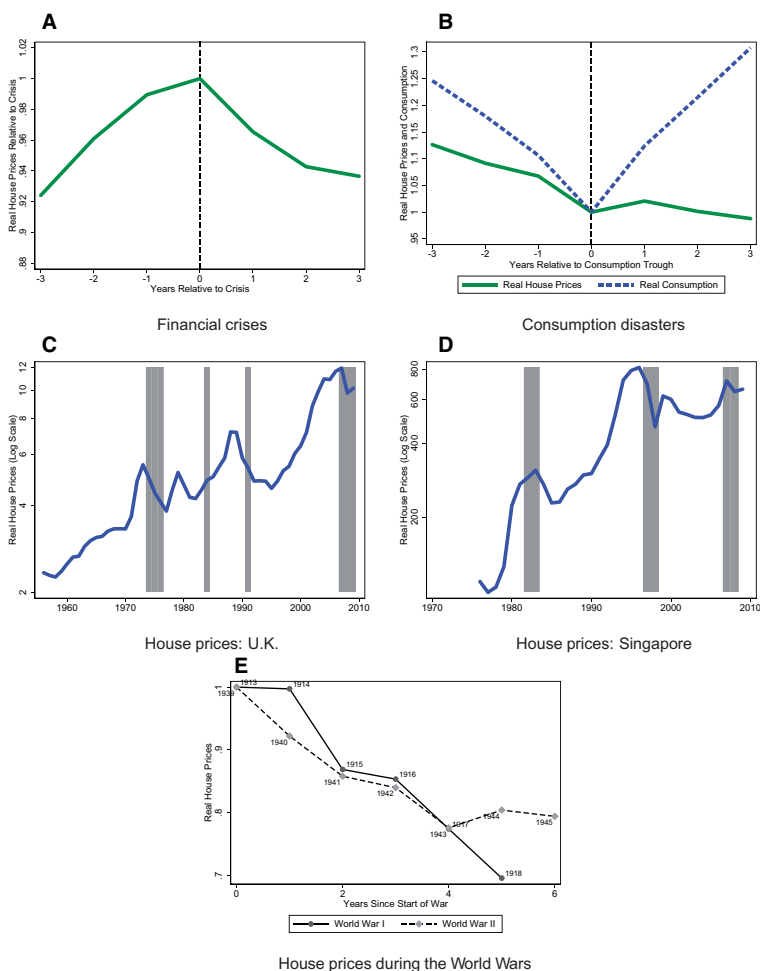 A
B
Real House Prices Relative to Crisis
.88 .9 .92 .94 .96 .98 1 1.02
-3 -2 -1 0 1 2 3
Years Relative to Crisis
Real House Prices and Consumption
.95 1 1.05 1.1 1.15 1.2 1.25 1.3
-3 -2 -1 0 1 2 3
Years Relative to Consumption Trough
Real House Prices Real Consumption
Financial crises
Consumption disasters
C
D
Real House Prices (Log Scale)
2 4 6 8 10 12
1960 1970 1980 1990 2000 2010
Real House Prices (Log Scale)
200 400 600 800
1970 1980 1990 2000 2010
House prices: U.K.
House prices: Singapore
E
Real House Prices
.7 .8 .9 1
1913
1939
1914
1940
1915
1941
1916
1942
1917
1943
1944
1918
1945
0 2 4 6
Years Since Start of War
World War I World War II
House prices during the World Wars